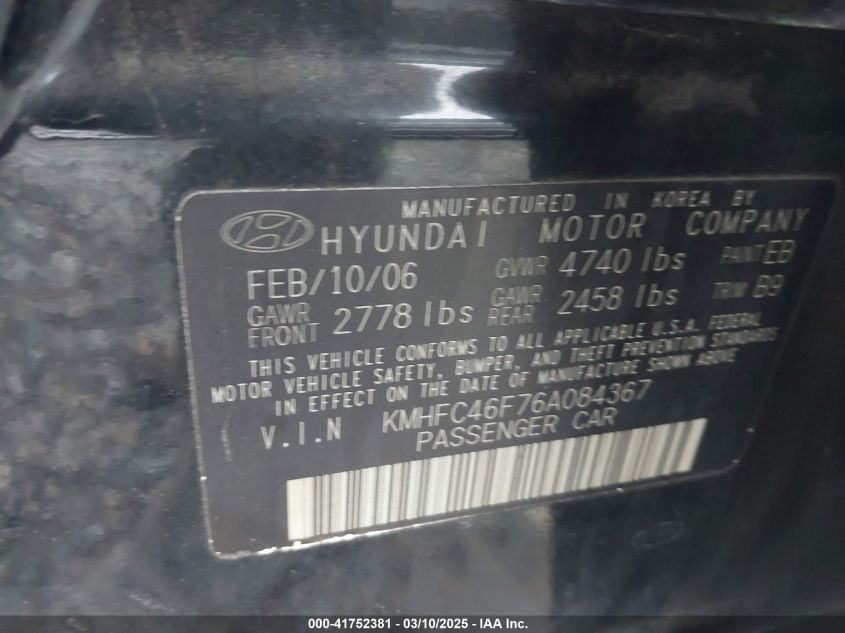 MANUFACTURED IN KOREA BY
HYUNDAI MOTOR COMPANY
FEB/10/06 GVWR 4740 lbs PAINT EB
GAWR FRONT 2778 lbs GAWR REAR 2458 lbs TRIM B9
THIS VEHICLE CONFORMS TO ALL APPLICABLE U.S.A. FEDERAL
MOTOR VEHICLE SAFETY, BUMPER, AND THEFT PREVENTION STANDARDS
IN EFFECT ON THE DATE OF MANUFACTURE SHOWN ABOVE
V.I.N KMHFC46F76A084367
PASSENGER CAR
000-41752381 - 03/10/2025 - IAA Inc.